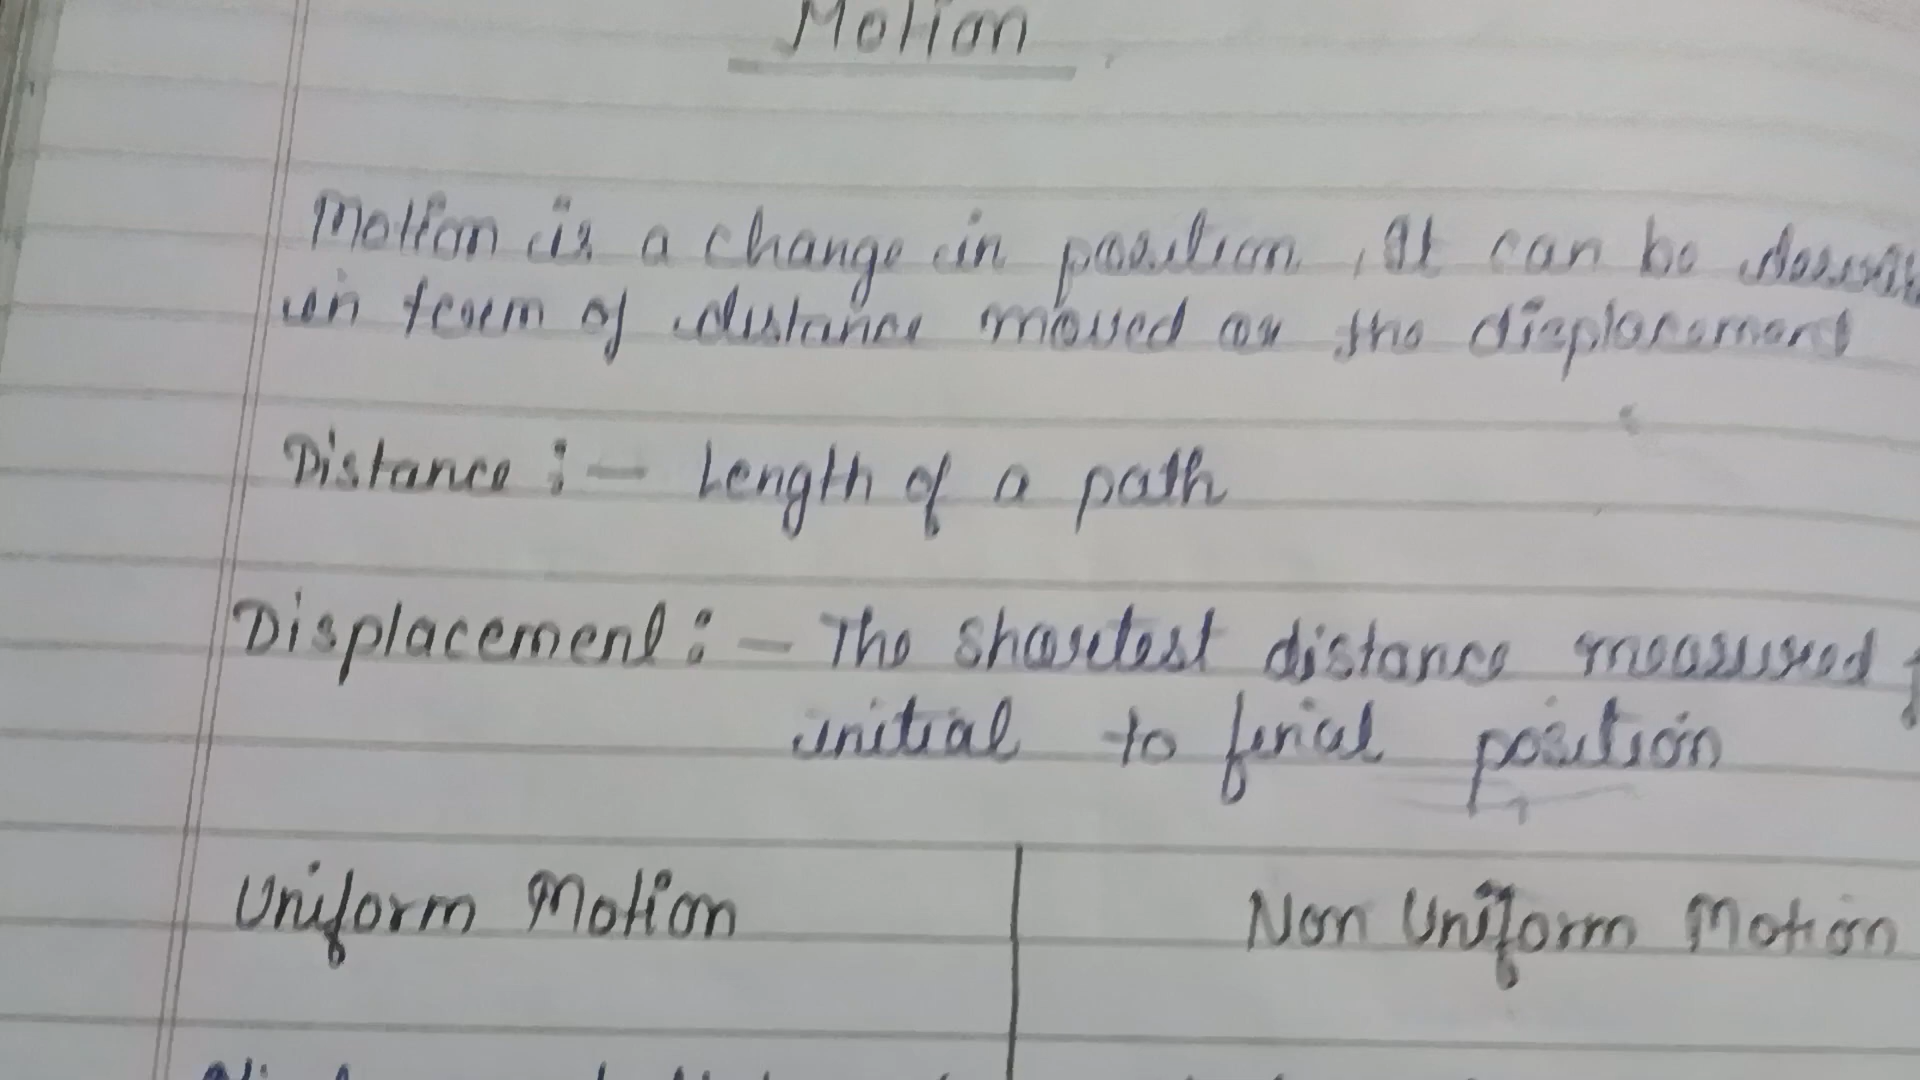 Motion
Motion is a change in position, It can be
in term of distance moved or the displacement
Distance :- Length of a path
Displacement :- The shortest distance measured
initial to final position
Uniform Motion Non Uniform Motion